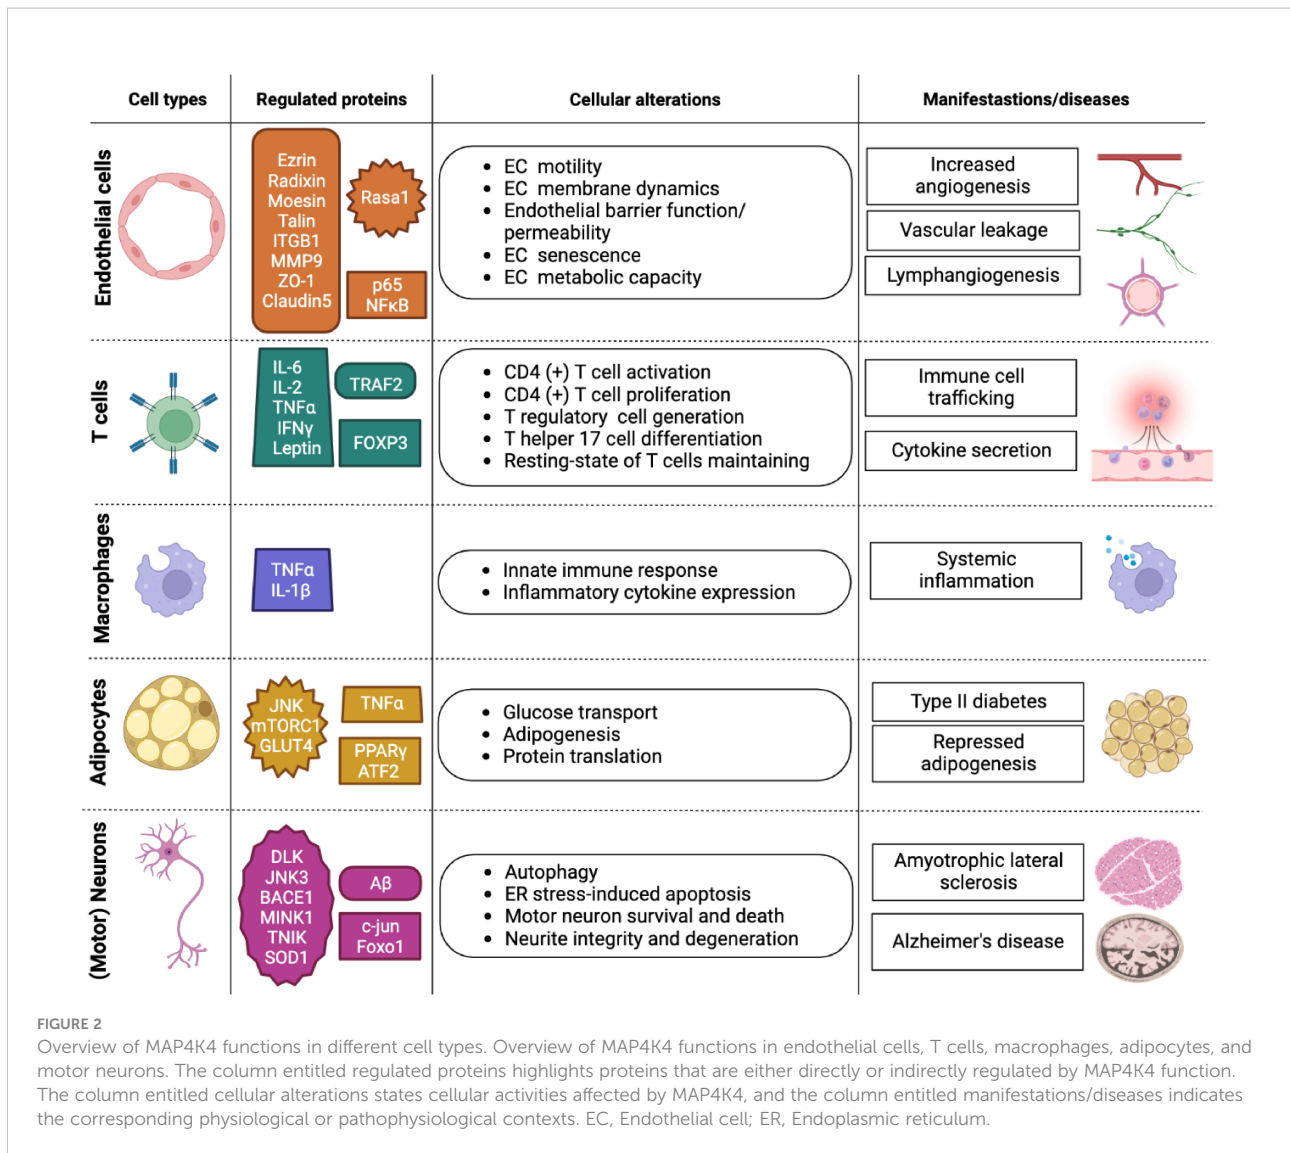 Cell types
Regulated proteins
Cellular alterations
Manifestastions/diseases
Endothelial cells
Ezrin
Radixin
Moesin
Talin
ITGB1
MMP9
ZO-1
Claudin5
Rasa1
p65
NFκB
• EC motility
• EC membrane dynamics
• Endothelial barrier function/
permeability
• EC senescence
• EC metabolic capacity
Increased
angiogenesis
Vascular leakage
Lymphangiogenesis
T cells
IL-6
IL-2
TNFα
IFNγ
Leptin
TRAF2
FOXP3
• CD4 (+) T cell activation
• CD4 (+) T cell proliferation
• T regulatory cell generation
• T helper 17 cell differentiation
• Resting-state of T cells maintaining
Immune cell
trafficking
Cytokine secretion
Macrophages
TNFα
IL-1β
• Innate immune response
• Inflammatory cytokine expression
Systemic
inflammation
Adipocytes
JNK
mTORC1
GLUT4
TNFα
PPARγ
ATF2
• Glucose transport
• Adipogenesis
• Protein translation
Type II diabetes
Repressed
adipogenesis
(Motor) Neurons
DLK
JNK3
BACE1
MINK1
TNIK
SOD1
Aβ
c-jun
Foxo1
• Autophagy
• ER stress-induced apoptosis
• Motor neuron survival and death
• Neurite integrity and degeneration
Amyotrophic lateral
sclerosis
Alzheimer's disease
FIGURE 2
Overview of MAP4K4 functions in different cell types. Overview of MAP4K4 functions in endothelial cells, T cells, macrophages, adipocytes, and
motor neurons. The column entitled regulated proteins highlights proteins that are either directly or indirectly regulated by MAP4K4 function.
The column entitled cellular alterations states cellular activities affected by MAP4K4, and the column entitled manifestations/diseases indicates
the corresponding physiological or pathophysiological contexts. EC, Endothelial cell; ER, Endoplasmic reticulum.